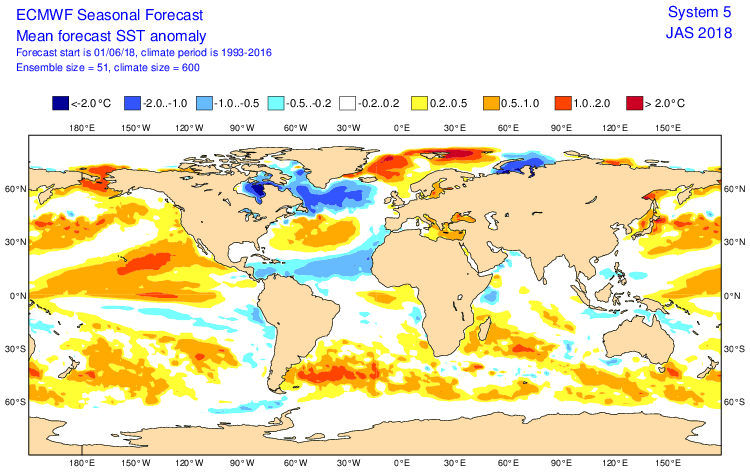 ECMWF Seasonal Forecast
System 5
Mean forecast SST anomaly
JAS 2018
Forecast start is 01/06/18, climate period is 1993-2016
Ensemble size = 51, climate size = 600
<-2.0°C -2.0..-1.0 -1.0..-0.5 -0.5..-0.2 -0.2..0.2 0.2..0.5 0.5..1.0 1.0..2.0 > 2.0°C
180°E 150°W 120°W 90°W 60°W 30°W 0°E 30°E 60°E 90°E 120°E 150°E
60°N 60°N
30°N 30°N
0°N 0°N
30°S 30°S
60°S 60°S
180°E 150°W 120°W 90°W 60°W 30°W 0°E 30°E 60°E 90°E 120°E 150°E